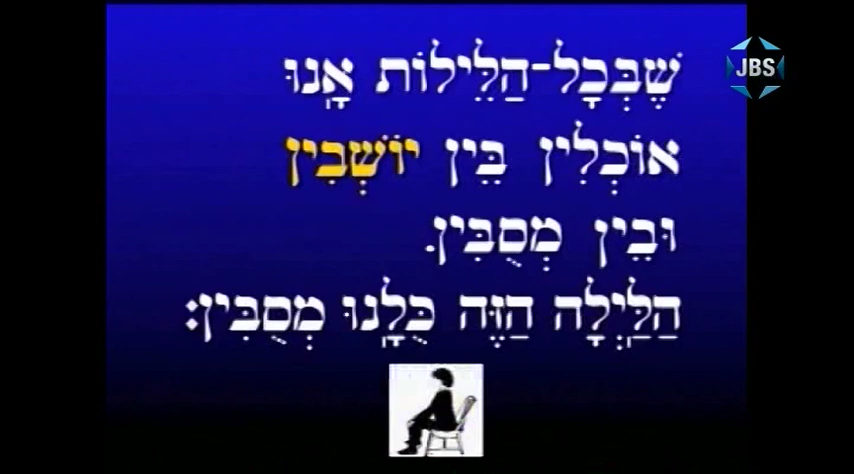 שֶׁבְּכָל-הַלֵּילוֹת אָֽנוּ
אוֹכְלִין בֵּין יוֹשְׁבִין
וּבֵין מְסֻבִּין.
הַלַּֽיְלָה הַזֶּה כֻּלָּֽנוּ מְסֻבִּין:
JBS